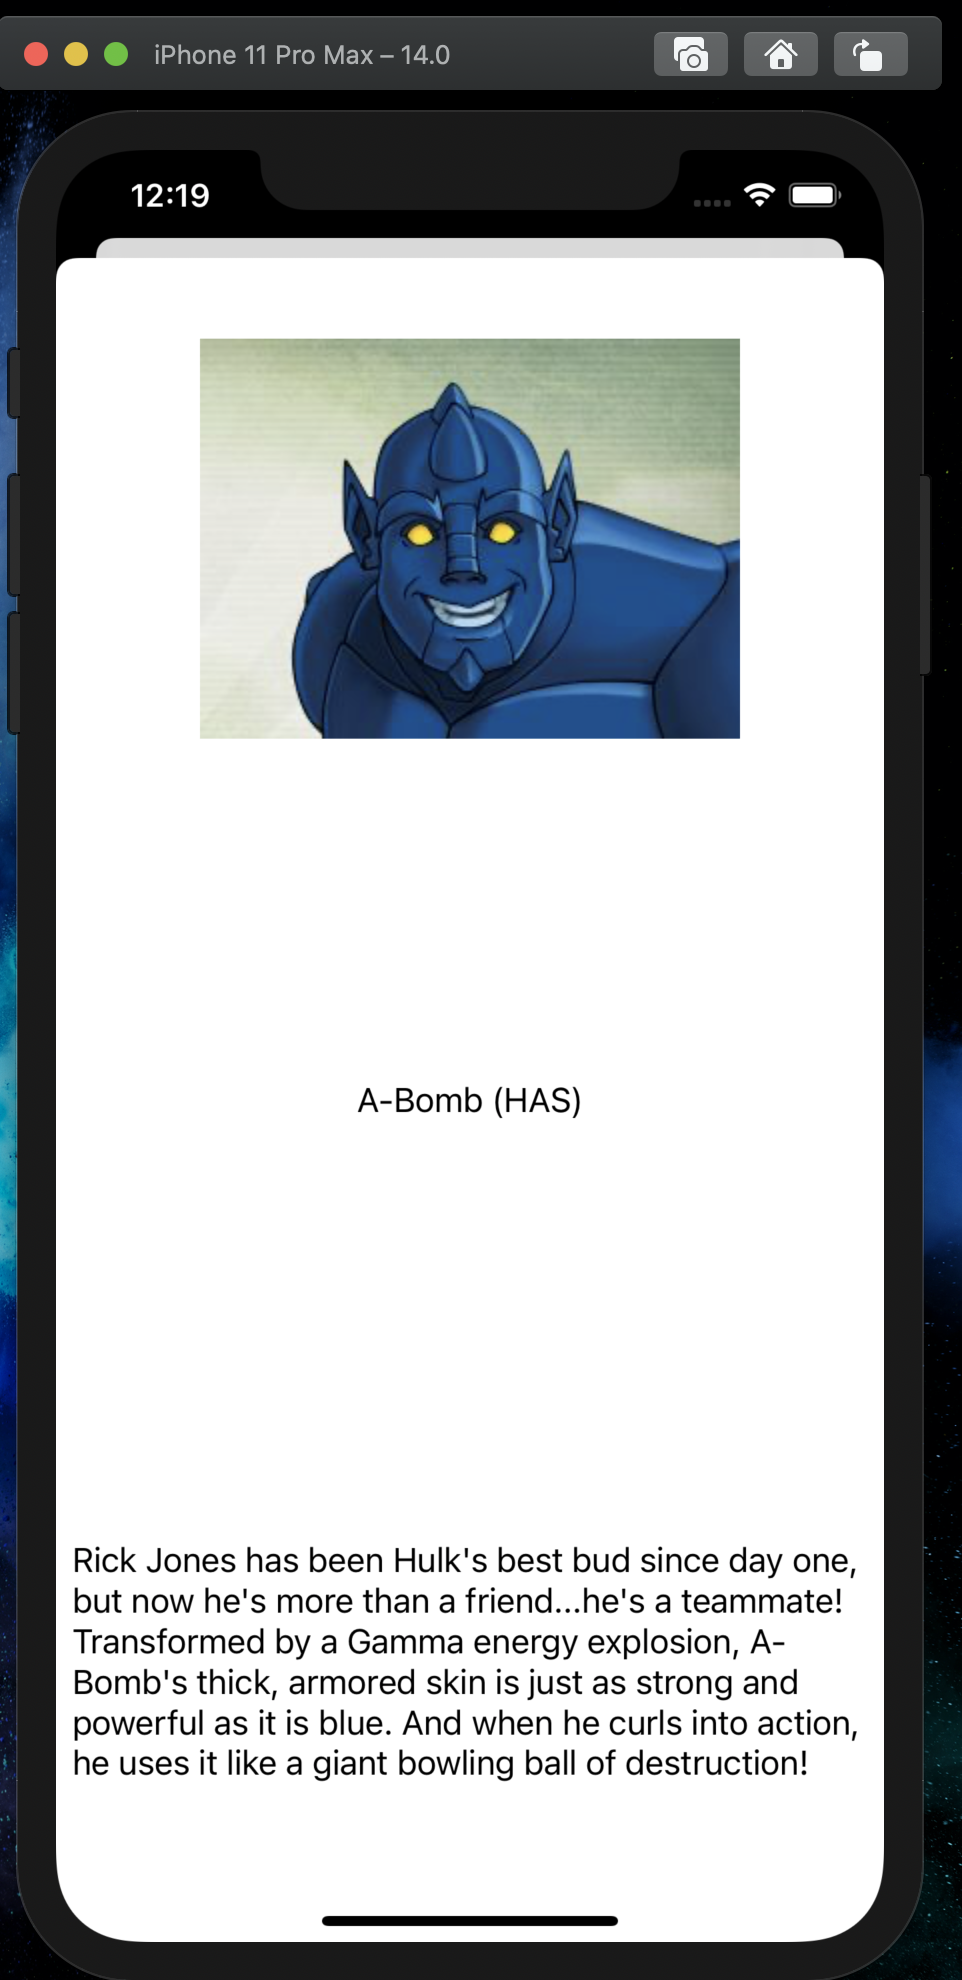 iPhone 11 Pro Max – 14.0
12:19
A-Bomb (HAS)
Rick Jones has been Hulk's best bud since day one,
but now he's more than a friend...he's a teammate!
Transformed by a Gamma energy explosion, A-
Bomb's thick, armored skin is just as strong and
powerful as it is blue. And when he curls into action,
he uses it like a giant bowling ball of destruction!